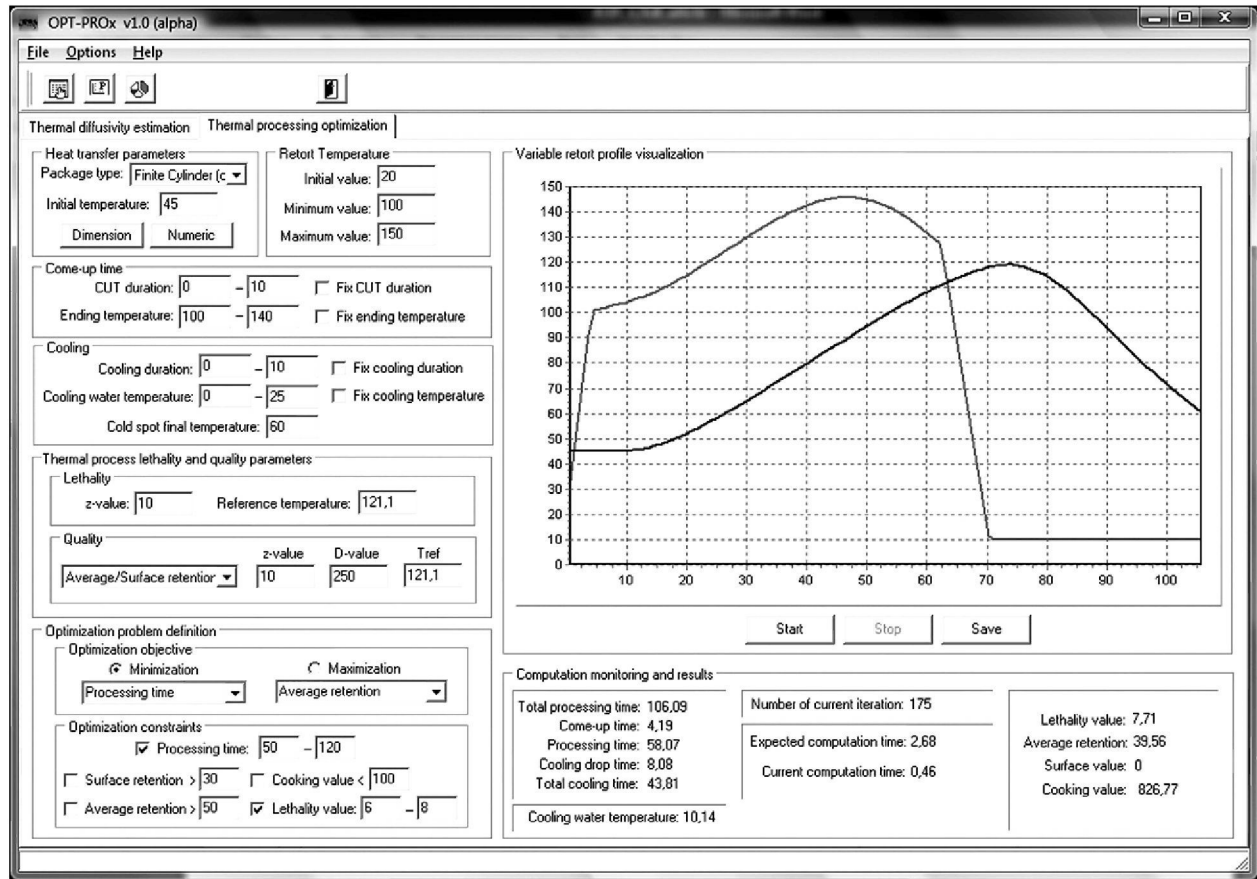 OPT-PROx v1.0 (alpha)
File Options Help
Thermal diffusivity estimation
Thermal processing optimization
Heat transfer parameters
Package type: Finite Cylinder (c
Initial temperature: 45
Dimension Numeric
Retort Temperature
Initial value: 20
Minimum value: 100
Maximum value: 150
Come-up time
CUT duration: 0 – 10 Fix CUT duration
Ending temperature: 100 – 140 Fix ending temperature
Cooling
Cooling duration: 0 – 10 Fix cooling duration
Cooling water temperature: 0 – 25 Fix cooling temperature
Cold spot final temperature: 60
Thermal process lethality and quality parameters
Lethality
z-value: 10 Reference temperature: 121,1
Quality
z-value D-value Tref
Average/Surface retention 10 250 121,1
Optimization problem definition
Optimization objective
Minimization Maximization
Processing time Average retention
Optimization constraints
Processing time: 50 – 120
Surface retention > 30 Cooking value < 100
Average retention > 50 Lethality value: 6 – 8
Variable retort profile visualization
150
140
130
120
110
100
90
80
70
60
50
40
30
20
10
0
10 20 30 40 50 60 70 80 90 100
Start Stop Save
Computation monitoring and results
Total processing time: 106,09
Come-up time: 4,19
Processing time: 58,07
Cooling drop time: 8,08
Total cooling time: 43,81
Cooling water temperature: 10,14
Number of current iteration: 175
Expected computation time: 2,68
Current computation time: 0,46
Lethality value: 7,71
Average retention: 39,56
Surface value: 0
Cooking value: 826,77